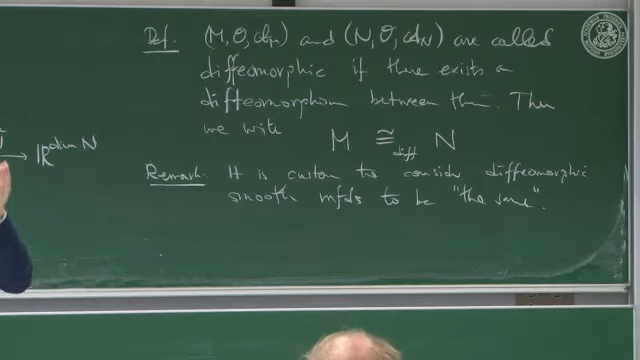 Def. (M, O, A_M) and (N, O, A_N) are called
diffeomorphic if there exists a
diffeomorphism between them. Then
we write M ≅_diff N
→ ℝ^dim N
Remark: It is custom to consider diffeomorphic
smooth mfds to be "the same".